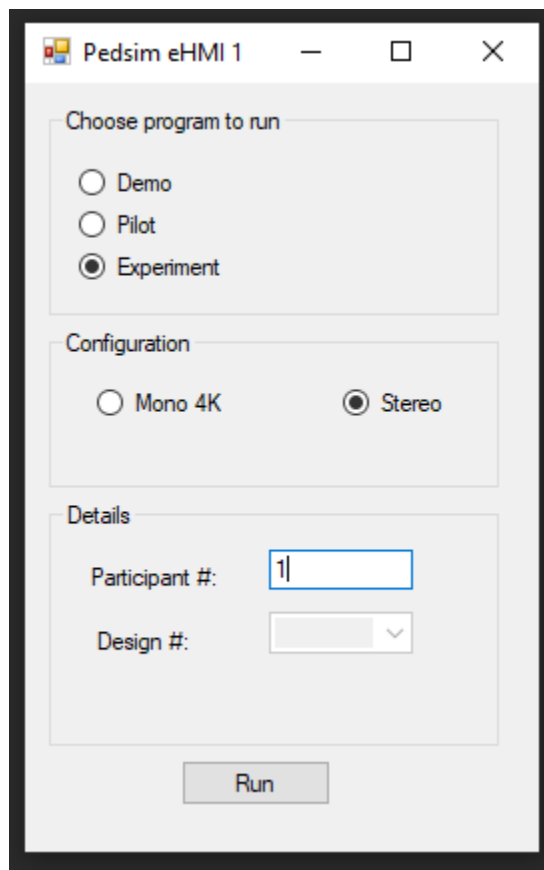 Pedsim eHMI 1
Choose program to run
Demo
Pilot
Experiment
Configuration
Mono 4K Stereo
Details
Participant #: 1
Design #:
Run